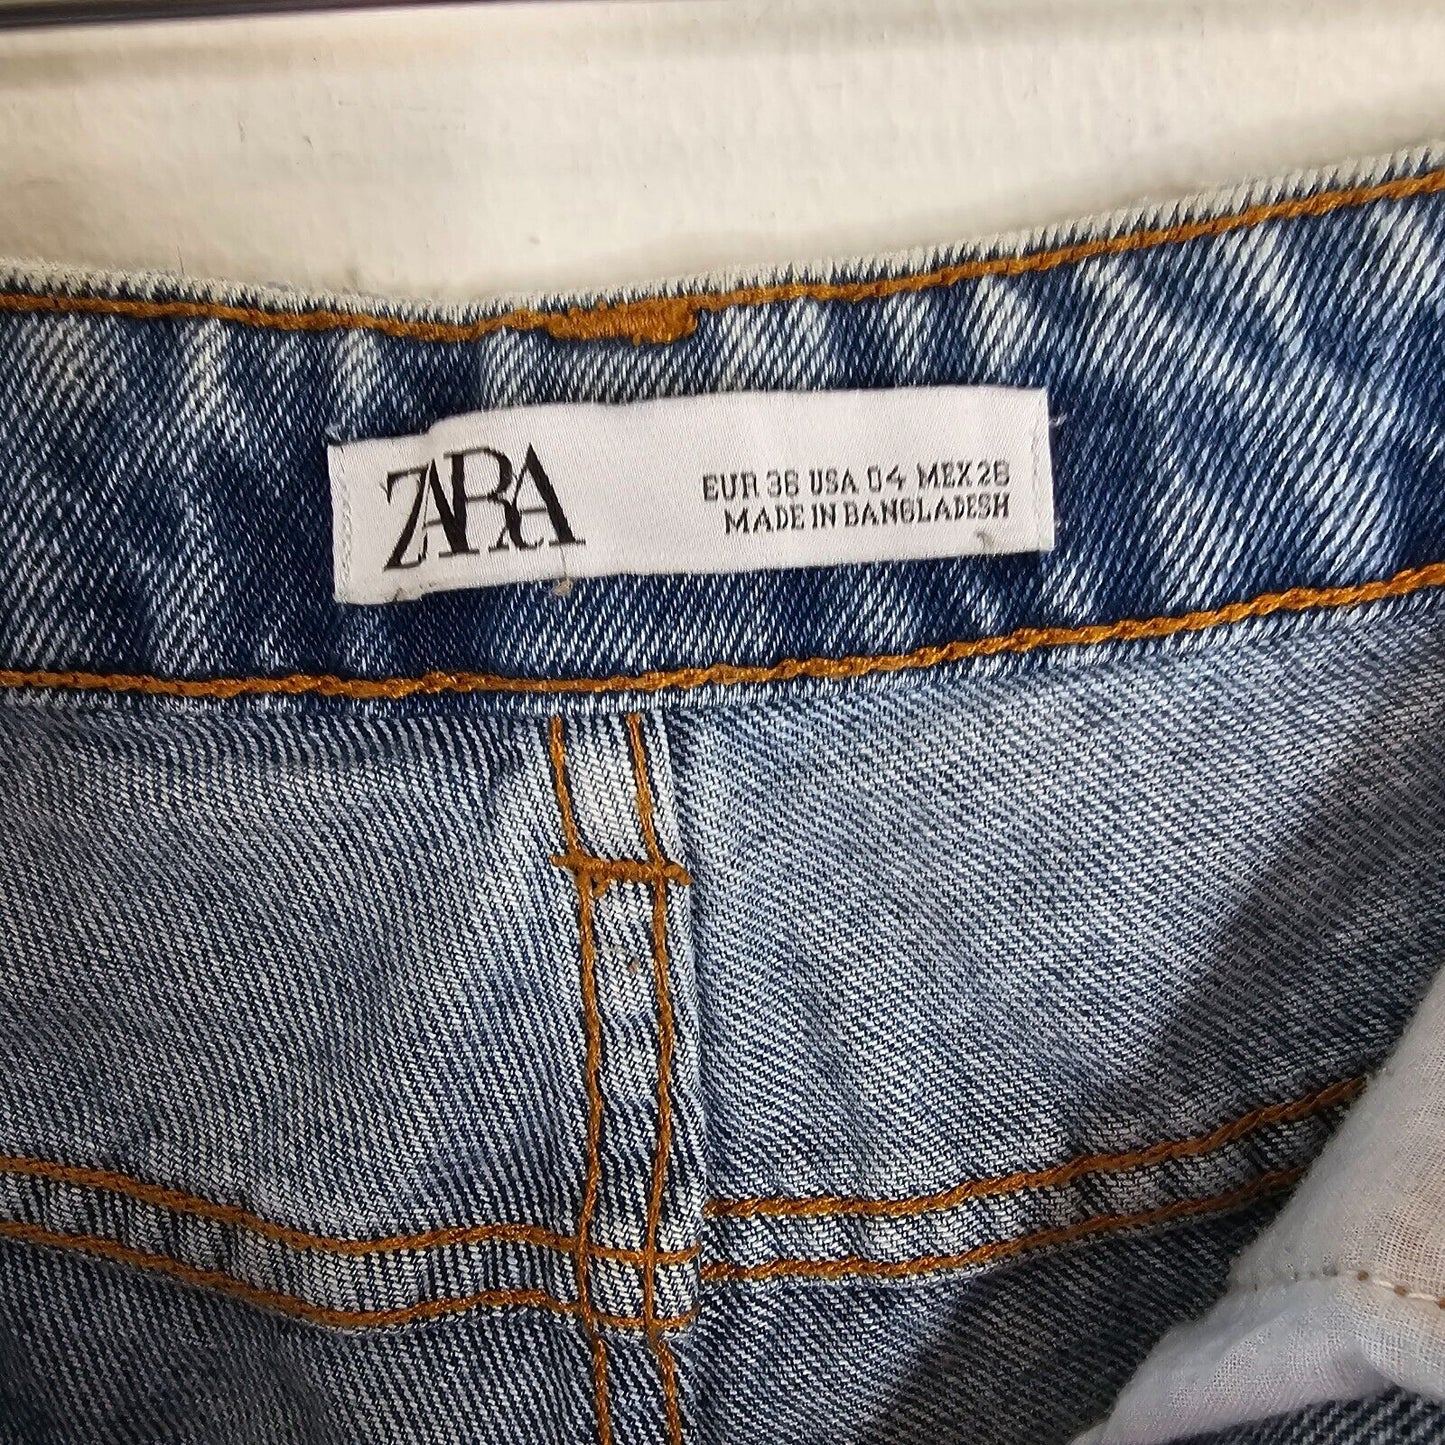 ZARA
EUR 36 USA 04 MEX 26
MADE IN BANGLADESH